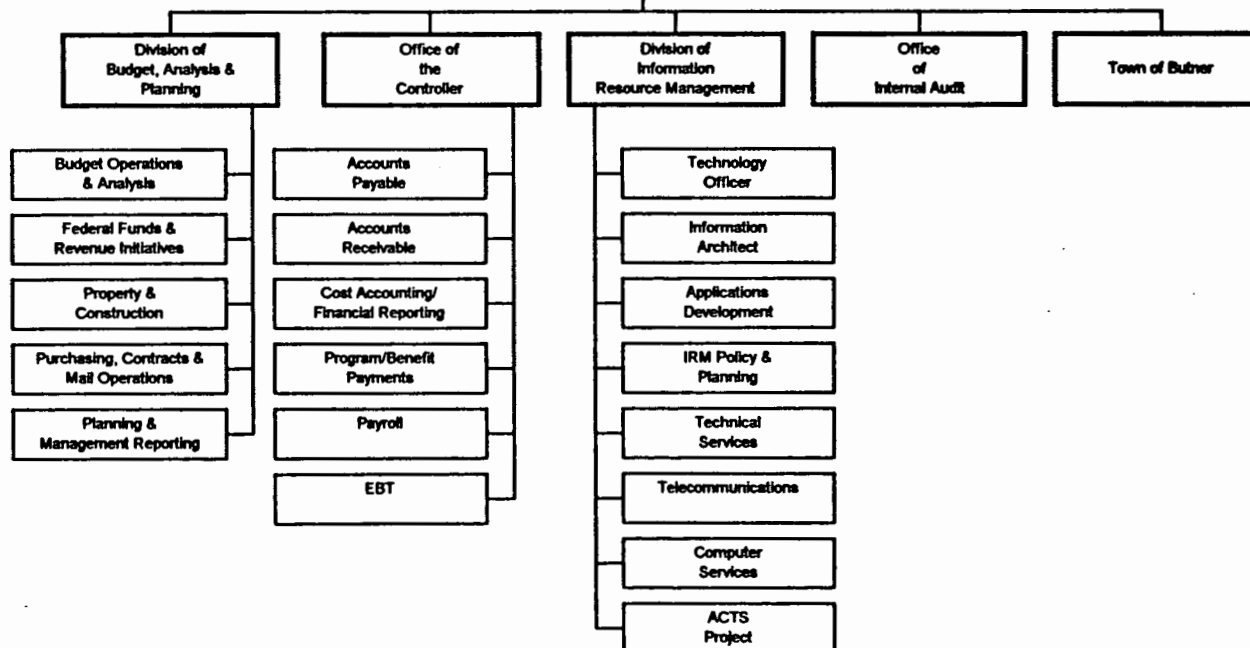 Division of
Budget, Analysis &
Planning
Office of
the
Controller
Division of
Information
Resource Management
Office
of
Internal Audit
Town of Butner
Budget Operations
& Analysis
Federal Funds &
Revenue Initiatives
Property &
Construction
Purchasing, Contracts &
Mail Operations
Planning &
Management Reporting
Accounts
Payable
Accounts
Receivable
Cost Accounting/
Financial Reporting
Program/Benefit
Payments
Payroll
EBT
Technology
Officer
Information
Architect
Applications
Development
IRM Policy &
Planning
Technical
Services
Telecommunications
Computer
Services
ACTS
Project